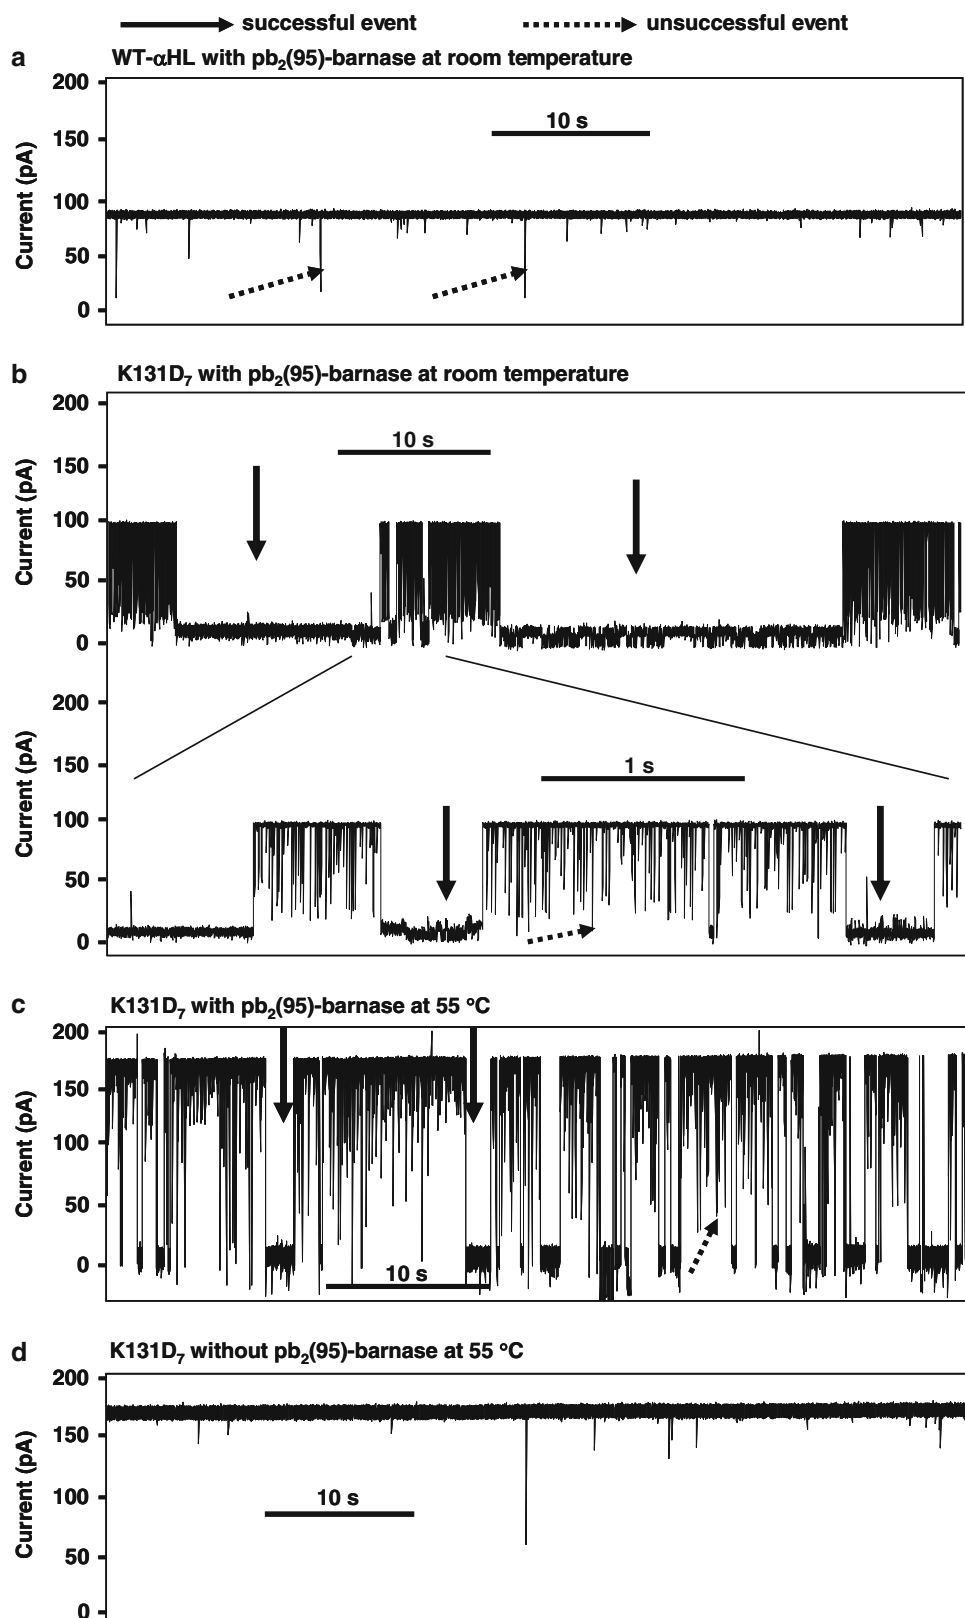 successful event
unsuccessful event
a
WT-αHL with pb₂(95)-barnase at room temperature
200
150
100
50
0
Current (pA)
10 s
b
K131D₇ with pb₂(95)-barnase at room temperature
200
150
100
50
0
Current (pA)
10 s
200
150
100
50
0
Current (pA)
1 s
c
K131D₇ with pb₂(95)-barnase at 55 °C
200
150
100
50
0
Current (pA)
10 s
d
K131D₇ without pb₂(95)-barnase at 55 °C
200
150
100
50
0
Current (pA)
10 s